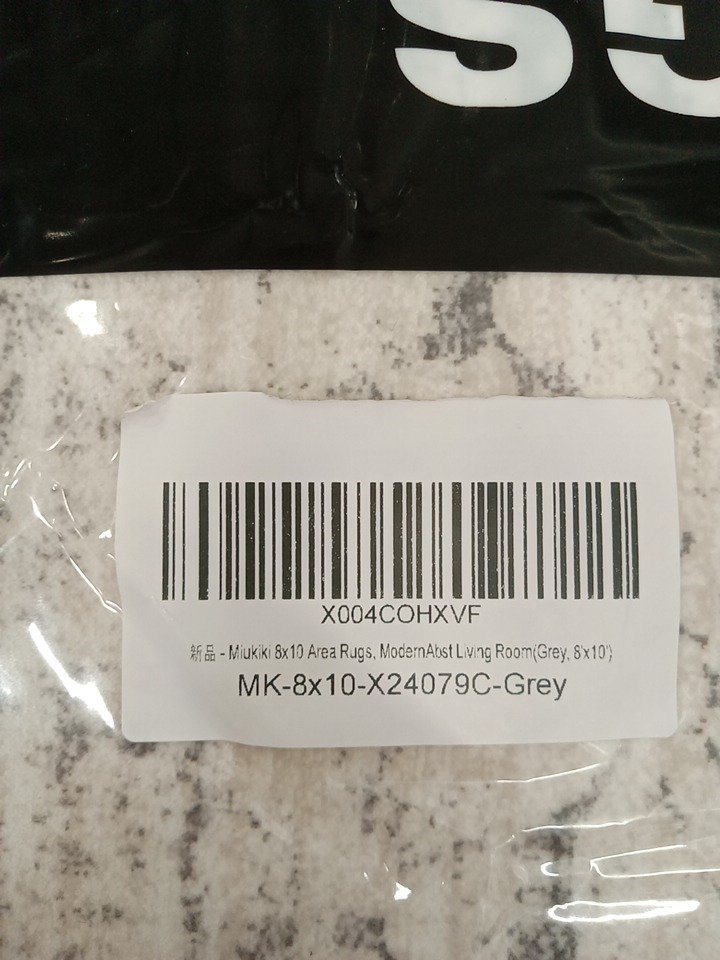 X004COHXVF
新品 - Miukiki 8x10 Area Rugs, ModernAbst Living Room(Grey, 8'x10')
MK-8x10-X24079C-Grey